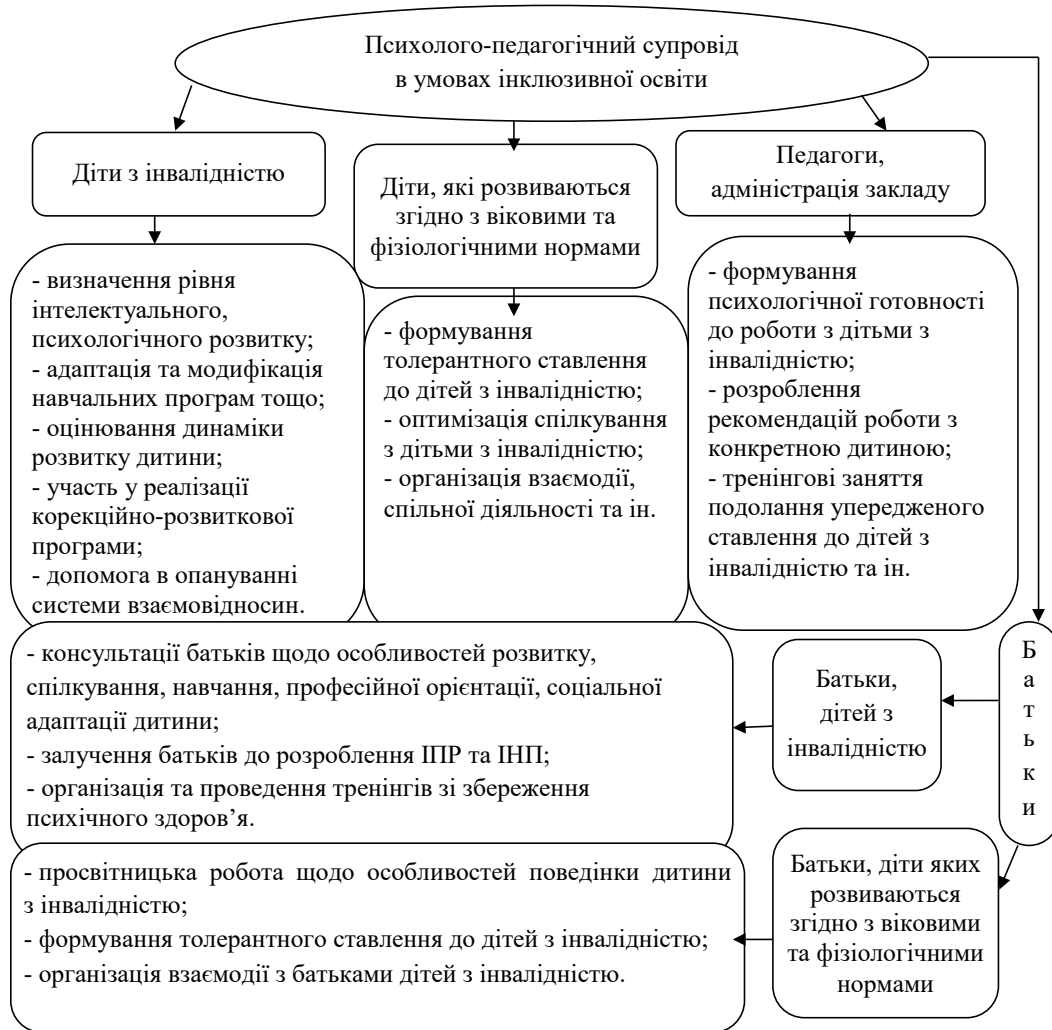 Психолого-педагогічний супровід
в умовах інклюзивної освіти
Діти з інвалідністю
Діти, які розвиваються
згідно з віковими та
фізіологічними нормами
Педагоги,
адміністрація закладу
- визначення рівня
інтелектуального,
психологічного розвитку;
- адаптація та модифікація
навчальних програм тощо;
- оцінювання динаміки
розвитку дитини;
- участь у реалізації
корекційно-розвиткової
програми;
- допомога в опануванні
системи взаємовідносин.
- формування
толерантного ставлення
до дітей з інвалідністю;
- оптимізація спілкування
з дітьми з інвалідністю;
- організація взаємодії,
спільної діяльності та ін.
- формування
психологічної готовності
до роботи з дітьми з
інвалідністю;
- розроблення
рекомендацій роботи з
конкретною дитиною;
- тренінгові заняття
подолання упередженого
ставлення до дітей з
інвалідністю та ін.
Батьки
Батьки,
дітей з
інвалідністю
- консультації батьків щодо особливостей розвитку,
спілкування, навчання, професійної орієнтації, соціальної
адаптації дитини;
- залучення батьків до розроблення ІПР та ІНП;
- організація та проведення тренінгів зі збереження
психічного здоров’я.
Батьки, діти яких
розвиваються
згідно з віковими
та фізіологічними
нормами
- просвітницька робота щодо особливостей поведінки дитини
з інвалідністю;
- формування толерантного ставлення до дітей з інвалідністю;
- організація взаємодії з батьками дітей з інвалідністю.